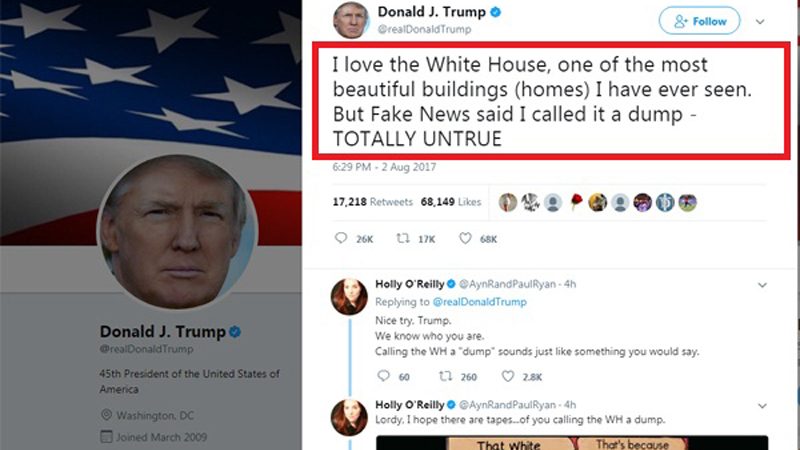 Donald J. Trump
@realDonaldTrump
Follow
I love the White House, one of the most
beautiful buildings (homes) I have ever seen.
But Fake News said I called it a dump -
TOTALLY UNTRUE
6:29 PM - 2 Aug 2017
17,218 Retweets 68,149 Likes
26K 17K 68K
Holly O'Reilly @AynRandPaulRyan - 4h
Replying to @realDonaldTrump
Nice try. Trump.
We know who you are.
Calling the WH a "dump" sounds just like something you would say.
60 260 2.8K
Holly O'Reilly @AynRandPaulRyan - 4h
Lordy, I hope there are tapes...of you calling the WH a dump.
That White
That's because
Donald J. Trump
@realDonaldTrump
45th President of the United States of
America
Washington, DC
Joined March 2009